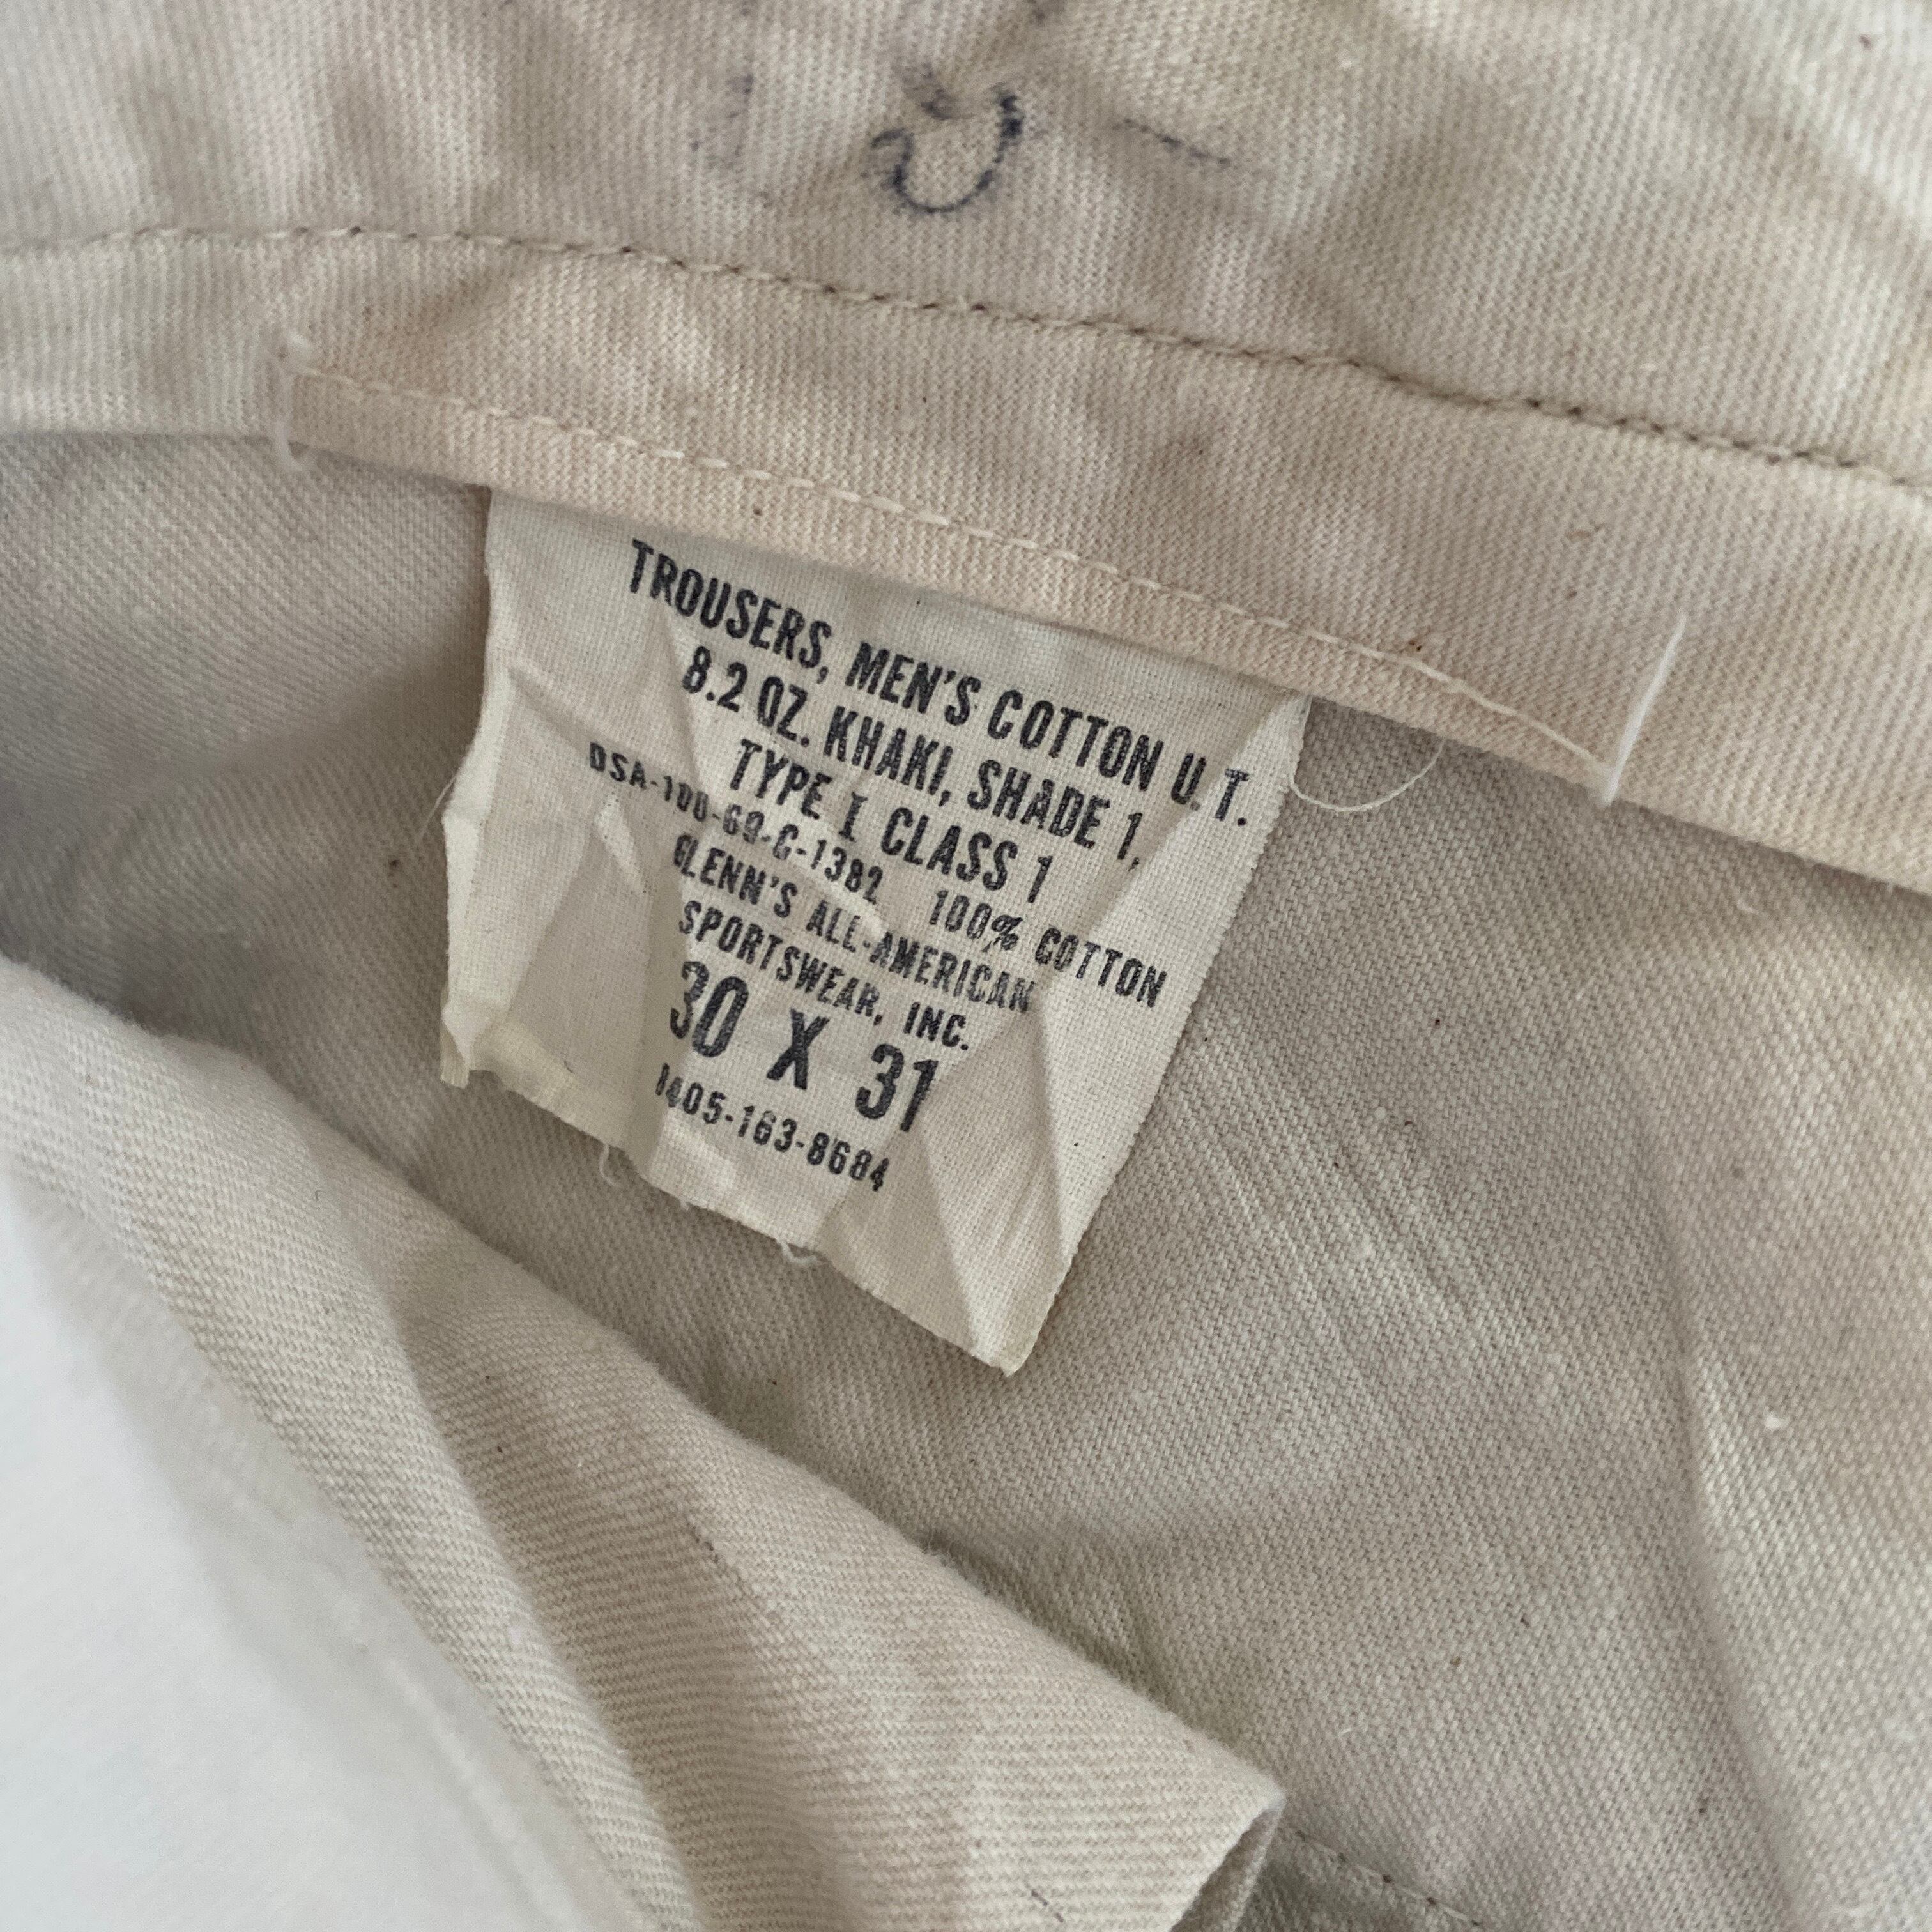 TROUSERS, MEN'S COTTON U.T.
8.2 OZ. KHAKI, SHADE 1,
TYPE I CLASS 1
DSA-100-69-C-1382 100% COTTON
GLENN'S ALL-AMERICAN
SPORTSWEAR, INC.
30 X 31
8405-163-8684